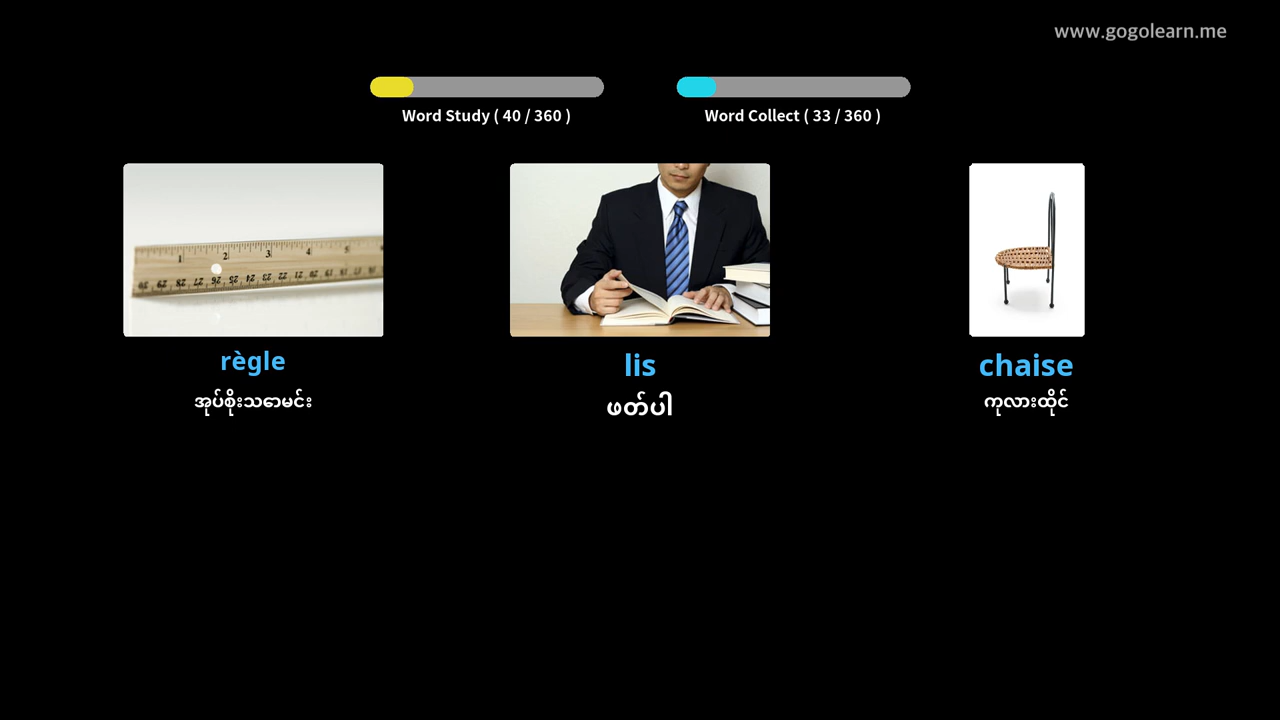 www.gogolearn.me
Word Study ( 40 / 360 )
Word Collect ( 33 / 360 )
règle
အုပ်စိုးသောမင်း
lis
ဖတ်ပါ
chaise
ကုလားထိုင်